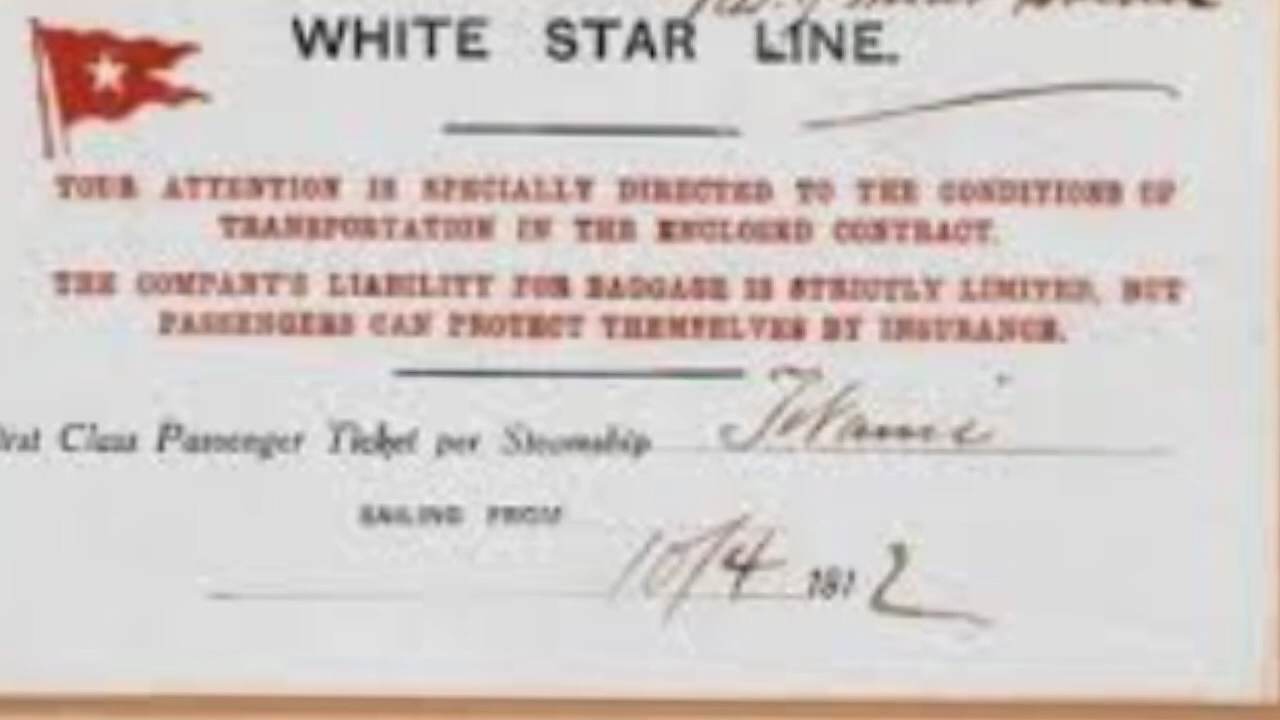 WHITE STAR LINE.
YOUR ATTENTION IS SPECIALLY DIRECTED TO THE CONDITIONS OF
TRANSPORTATION IN THE ENCLOSED CONTRACT.
THE COMPANY'S LIABILITY FOR BAGGAGE IS STRICTLY LIMITED, BUT
PASSENGERS CAN PROTECT THEMSELVES BY INSURANCE.
First Class Passenger Ticket per Steamship Titanic
SAILING FROM
10/4 1912